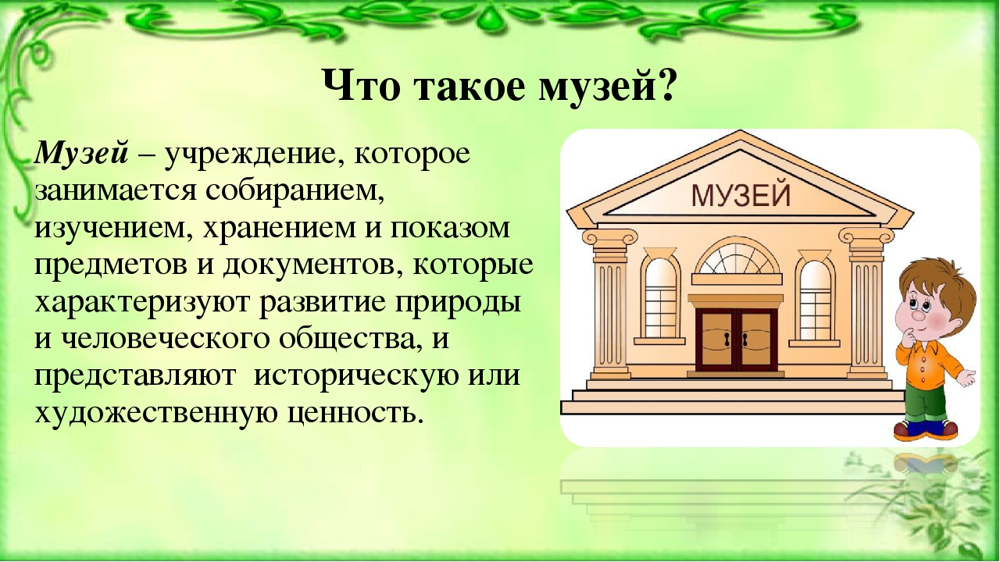 Что такое музей?
Музей – учреждение, которое
занимается собиранием,
изучением, хранением и показом
предметов и документов, которые
характеризуют развитие природы
и человеческого общества, и
представляют  историческую или
художественную ценность.
МУЗЕЙ